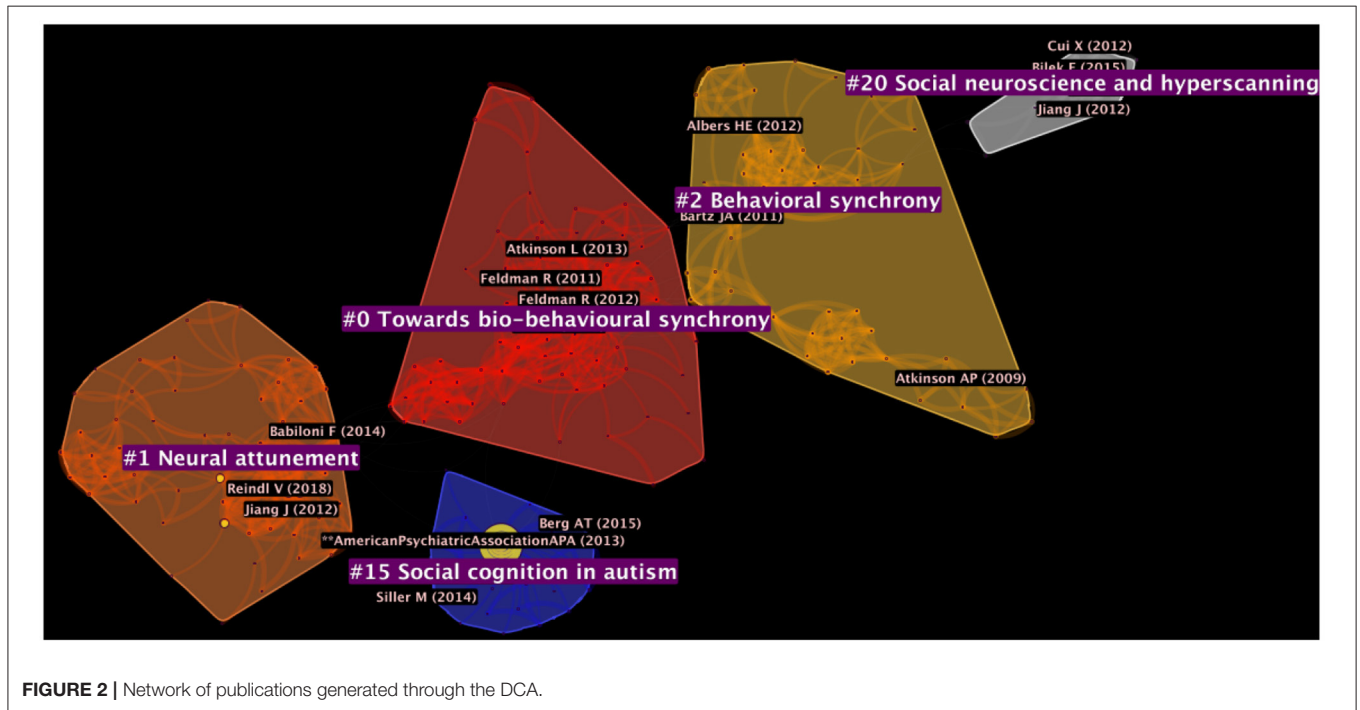 Cui X (2012)
Bilek E (2015)
#20 Social neuroscience and hyperscanning
Jiang J (2012)
Albers HE (2012)
#2 Behavioral synchrony
Bartz JA (2011)
Atkinson L (2013)
Feldman R (2011)
Feldman R (2012)
#0 Towards bio-behavioural synchrony
Atkinson AP (2009)
Babiloni F (2014)
#1 Neural attunement
Reindl V (2018)
Jiang J (2012)
Berg AT (2015)
**AmericanPsychiatricAssociationAPA (2013)
#15 Social cognition in autism
Siller M (2014)
FIGURE 2 | Network of publications generated through the DCA.